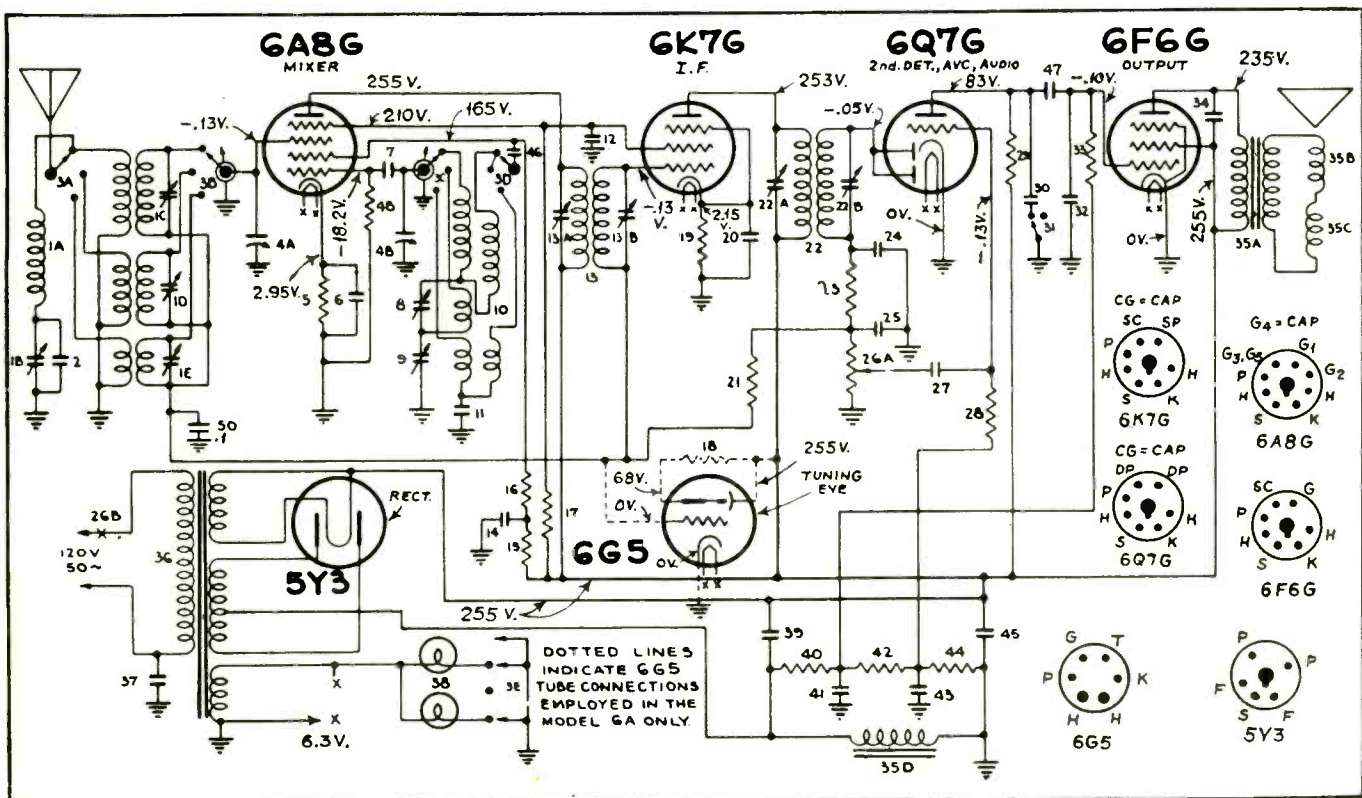 6A8G
MIXER
6K7G
I.F.
6Q7G
2nd. DET., AVC, AUDIO
6F6G
OUTPUT
255V.
210V.
165V.
-.13V.
-18.2V.
2.95V.
253V.
-.13
V.
2.15
V.
-.05V.
83V.
0V.
-.13V.
-.10V.
235V.
0V.
255V.
3A
3B
3C
3D
1A
1B
2
1C
1D
1E
4A
4B
4B
5
6
7
8
9
10
11
12
46
13A
13B
13
19
20
22A
22B
22
24
23
25
26A
27
28
29
30
31
47
32
33
34
35A
35B
35C
21
50
.1
26B
120V
50~
36
37
5Y3
RECT.
255 V.
6.3V.
X
X
38
3E
DOTTED LINES
INDICATE 6G5
TUBE CONNECTIONS
EMPLOYED IN THE
MODEL 6A ONLY.
14
15
16
17
18
68V.
0V.
0V.
6G5
255V.
TUNING
EYE
39
40
41
42
43
44
45
35D
CG=CAP
SC SP
P H
H
S K
6K7G
G4=CAP
G1
G3,G5
P G2
H H
S K
6A8G
CG=CAP
DP DP
P
H H
S K
6Q7G
SC G
P
H H
S K
6F6G
G T
P K
H H
6G5
P
P
F
S F
5Y3